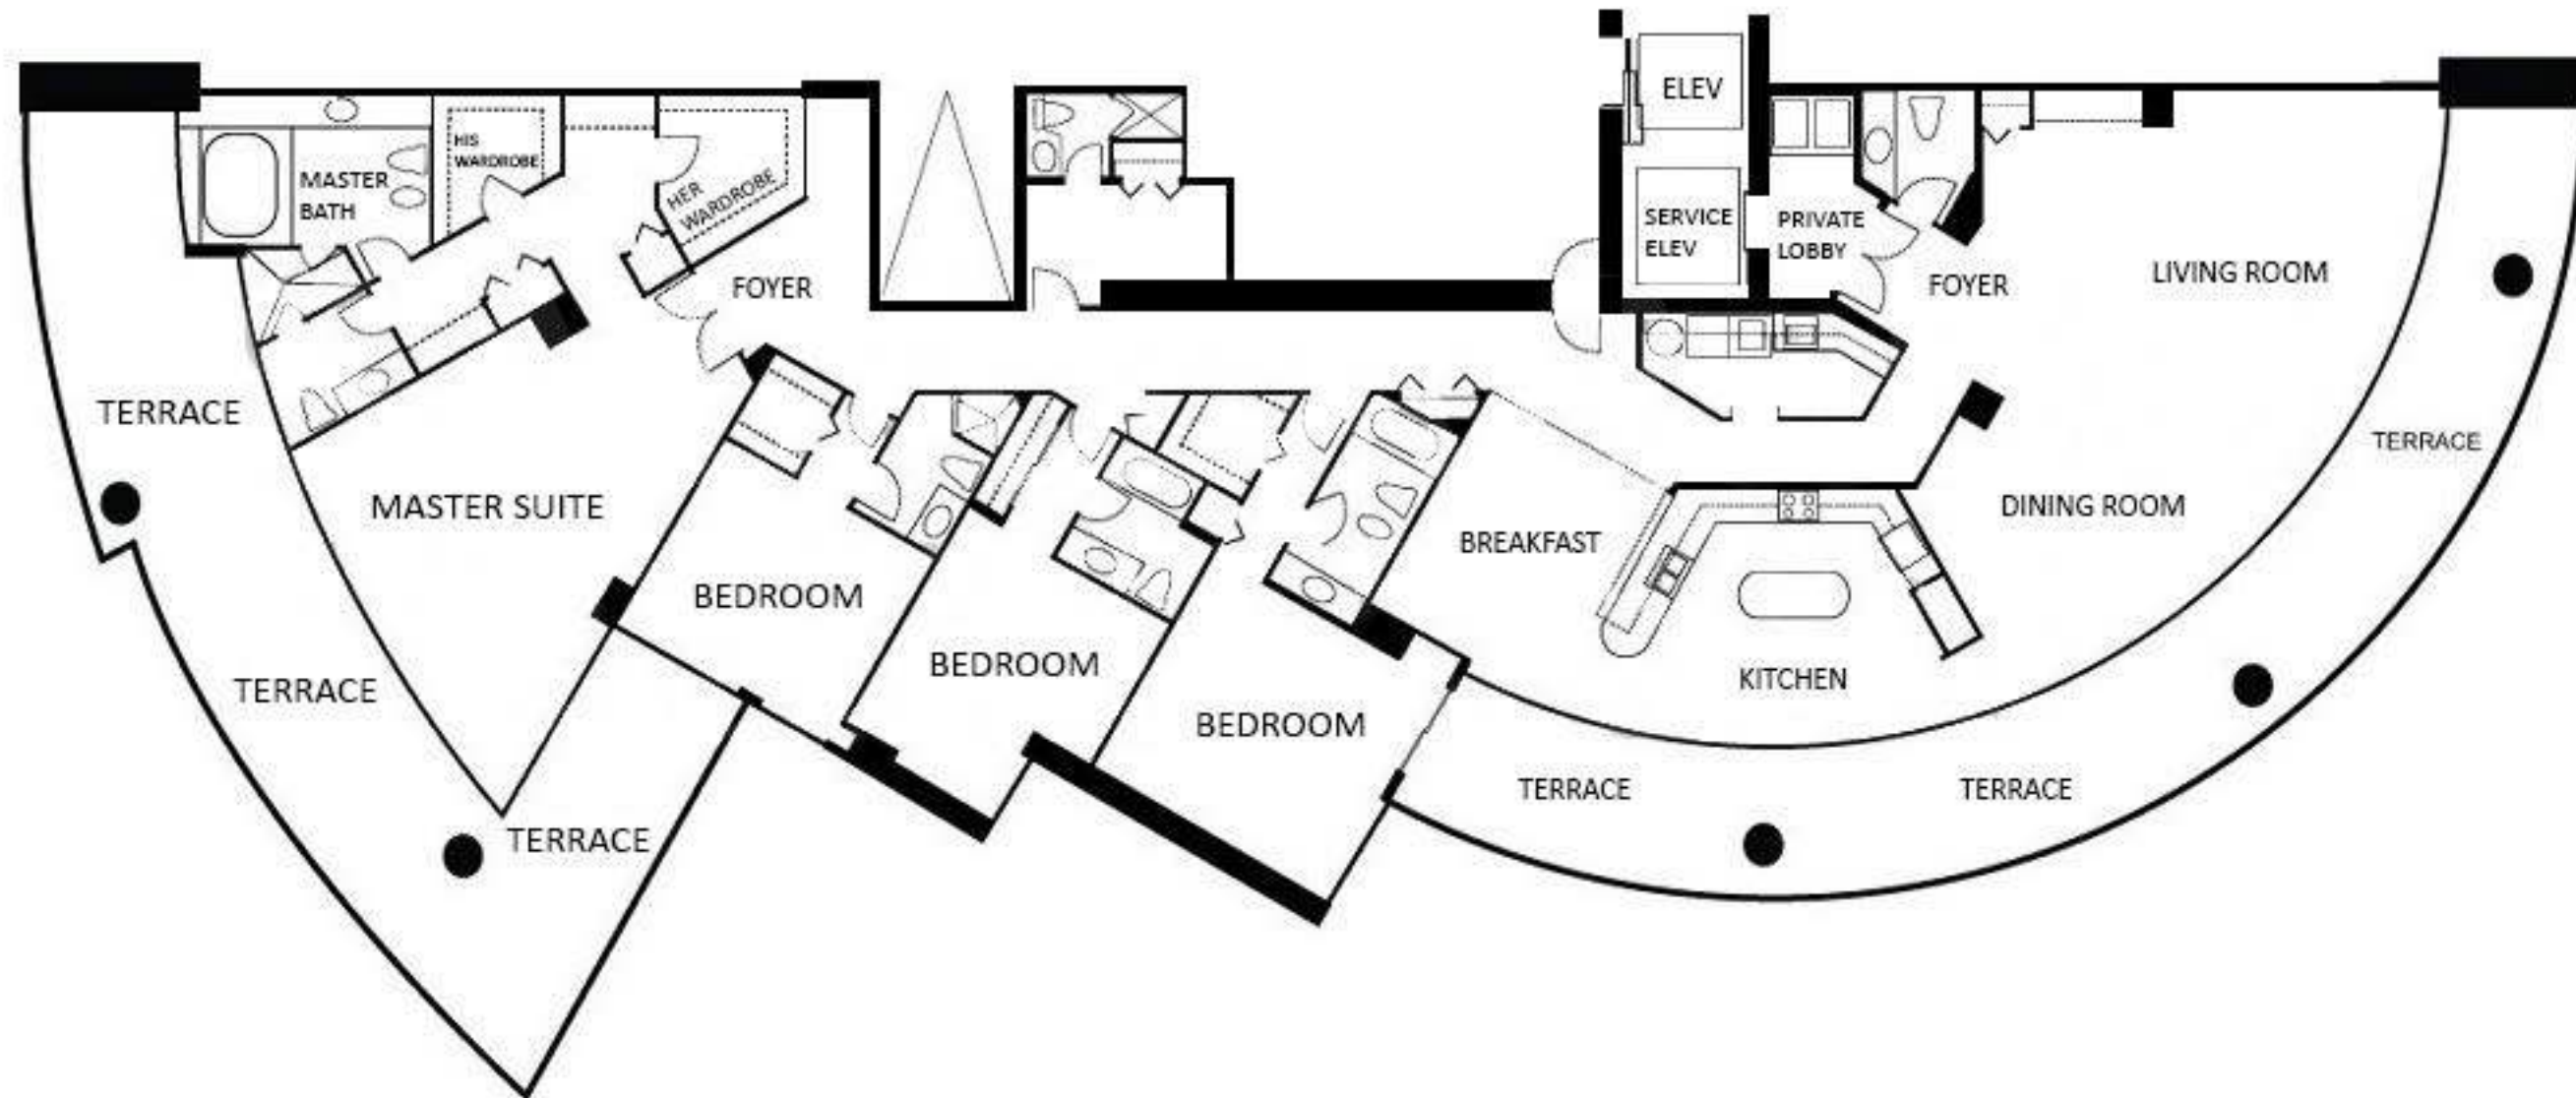 ELEV
HIS
WARDROBE
MASTER
BATH
HER
WARDROBE
SERVICE
ELEV
PRIVATE
LOBBY
FOYER
FOYER
LIVING ROOM
TERRACE
TERRACE
MASTER SUITE
DINING ROOM
BREAKFAST
BEDROOM
BEDROOM
KITCHEN
TERRACE
BEDROOM
TERRACE
TERRACE
TERRACE